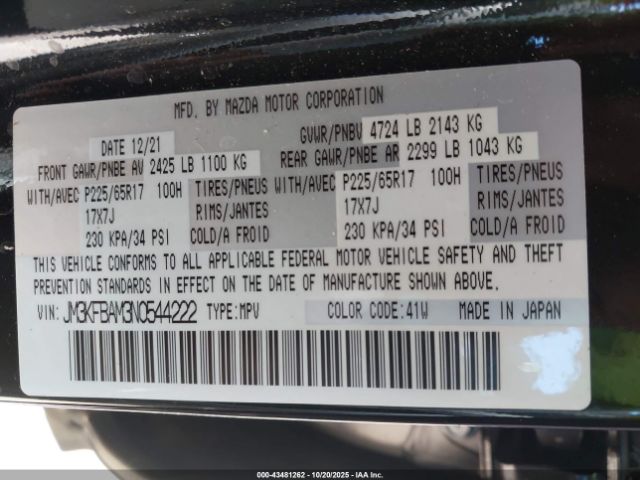 MFD. BY MAZDA MOTOR CORPORATION
DATE 12/21 GVWR/PNBV 4724 LB 2143 KG
FRONT GAWR/PNBE AV 2425 LB 1100 KG REAR GAWR/PNBE AR 2299 LB 1043 KG
WITH/AVEC P225/65R17 100H TIRES/PNEUS WITH/AVEC P225/65R17 100H TIRES/PNEUS
17X7J RIMS/JANTES 17X7J RIMS/JANTES
230 KPA/34 PSI COLD/A FROID 230 KPA/34 PSI COLD/A FROID
THIS VEHICLE CONFORMS TO ALL APPLICABLE FEDERAL MOTOR VEHICLE SAFETY AND THEFT
PREVENTION STANDARDS IN EFFECT ON THE DATE OF MANUFACTURE SHOWN ABOVE.
VIN: JM3KFBAM3N0544222 TYPE:MPV COLOR CODE:41W MADE IN JAPAN
000-43481262 - 10/20/2025 - IAA Inc.